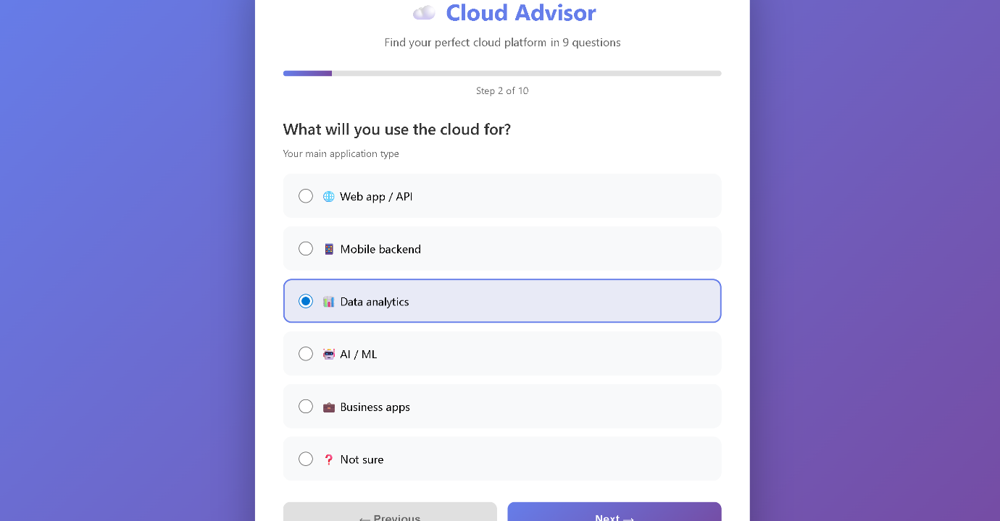 Cloud Advisor
Find your perfect cloud platform in 9 questions
Step 2 of 10
What will you use the cloud for?
Your main application type
Web app / API
Mobile backend
Data analytics
AI / ML
Business apps
Not sure
← Previous
Next →